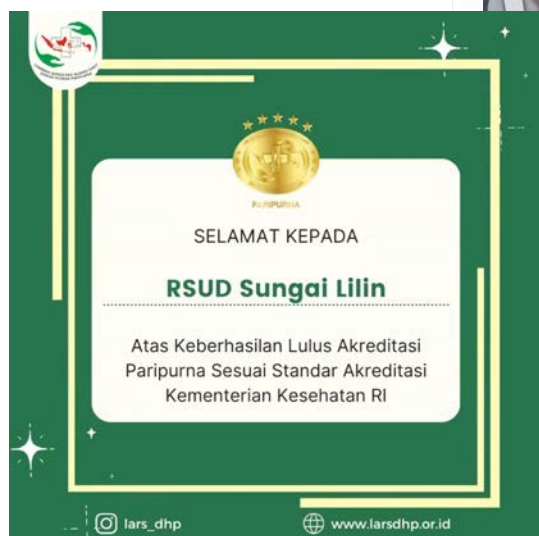 PARIPURNA
SELAMAT KEPADA
RSUD Sungai Lilin
Atas Keberhasilan Lulus Akreditasi
Paripurna Sesuai Standar Akreditasi
Kementerian Kesehatan RI
lars_dhp
www.larsdhp.or.id